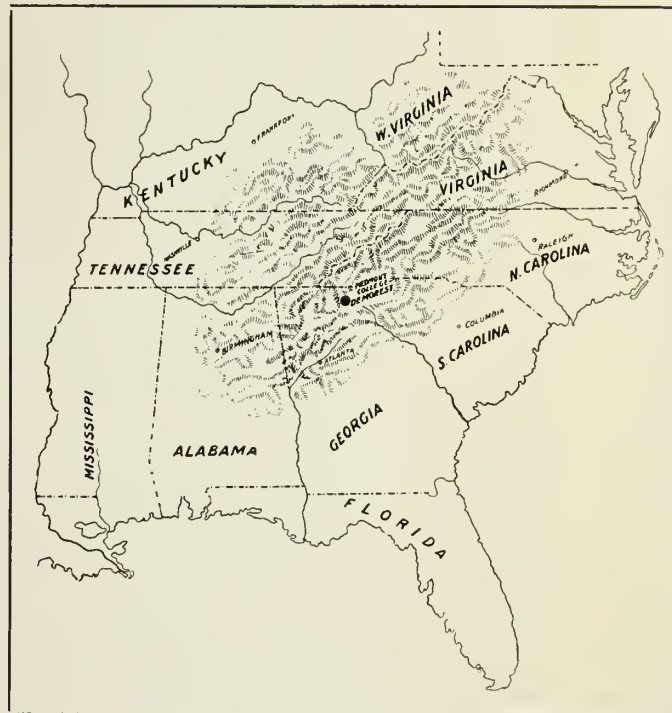 W. VIRGINIA
FRANKFORT
KENTUCKY
VIRGINIA
RICHMOND
NASHVILLE
RALEIGH
TENNESSEE
N. CAROLINA
PIEDMONT
COLLEGE
DEMOREST
COLUMBIA
BIRMINGHAM
ATLANTA
S. CAROLINA
MISSISSIPPI
ALABAMA
GEORGIA
FLORIDA